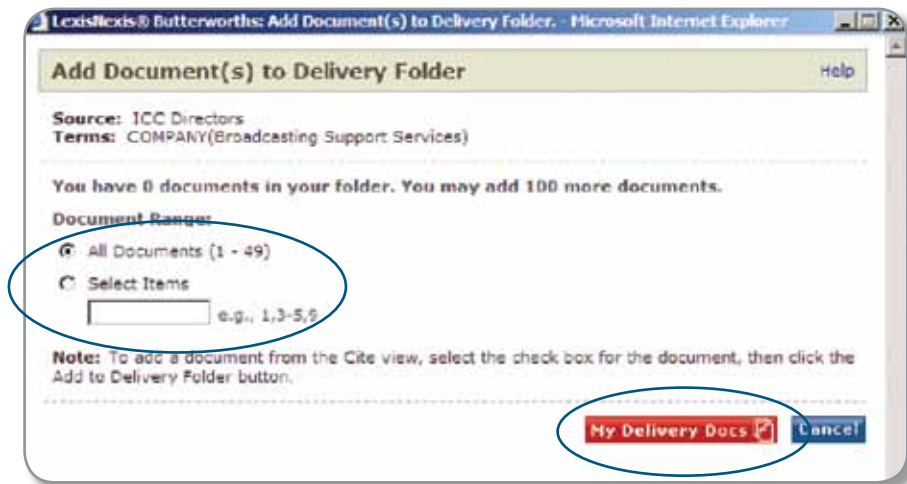 LexisNexis® Butterworths: Add Document(s) to Delivery Folder. - Microsoft Internet Explorer
Add Document(s) to Delivery Folder
Help
Source: ICC Directors
Terms: COMPANY(Broadcasting Support Services)
You have 0 documents in your folder. You may add 100 more documents.
Document Range:
All Documents (1 - 49)
Select Items
e.g., 1,3-5,9
Note: To add a document from the Cite view, select the check box for the document, then click the
Add to Delivery Folder button.
My Delivery Docs
Cancel